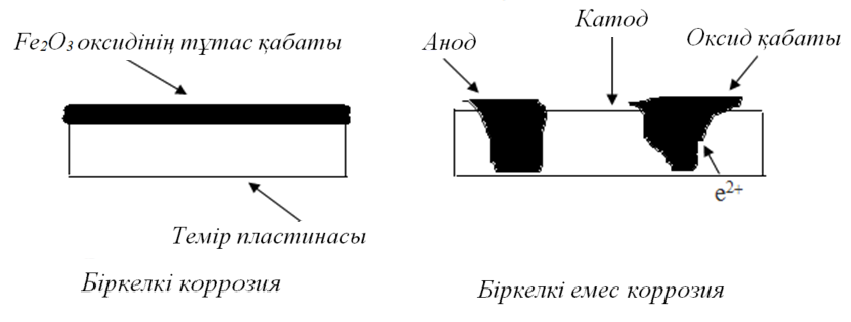 Fe₂O₃ оксидінің тұтас қабаты
Темір пластинасы
Біркелкі коррозия
Анод
Катод
Оксид қабаты
e²⁺
Біркелкі емес коррозия